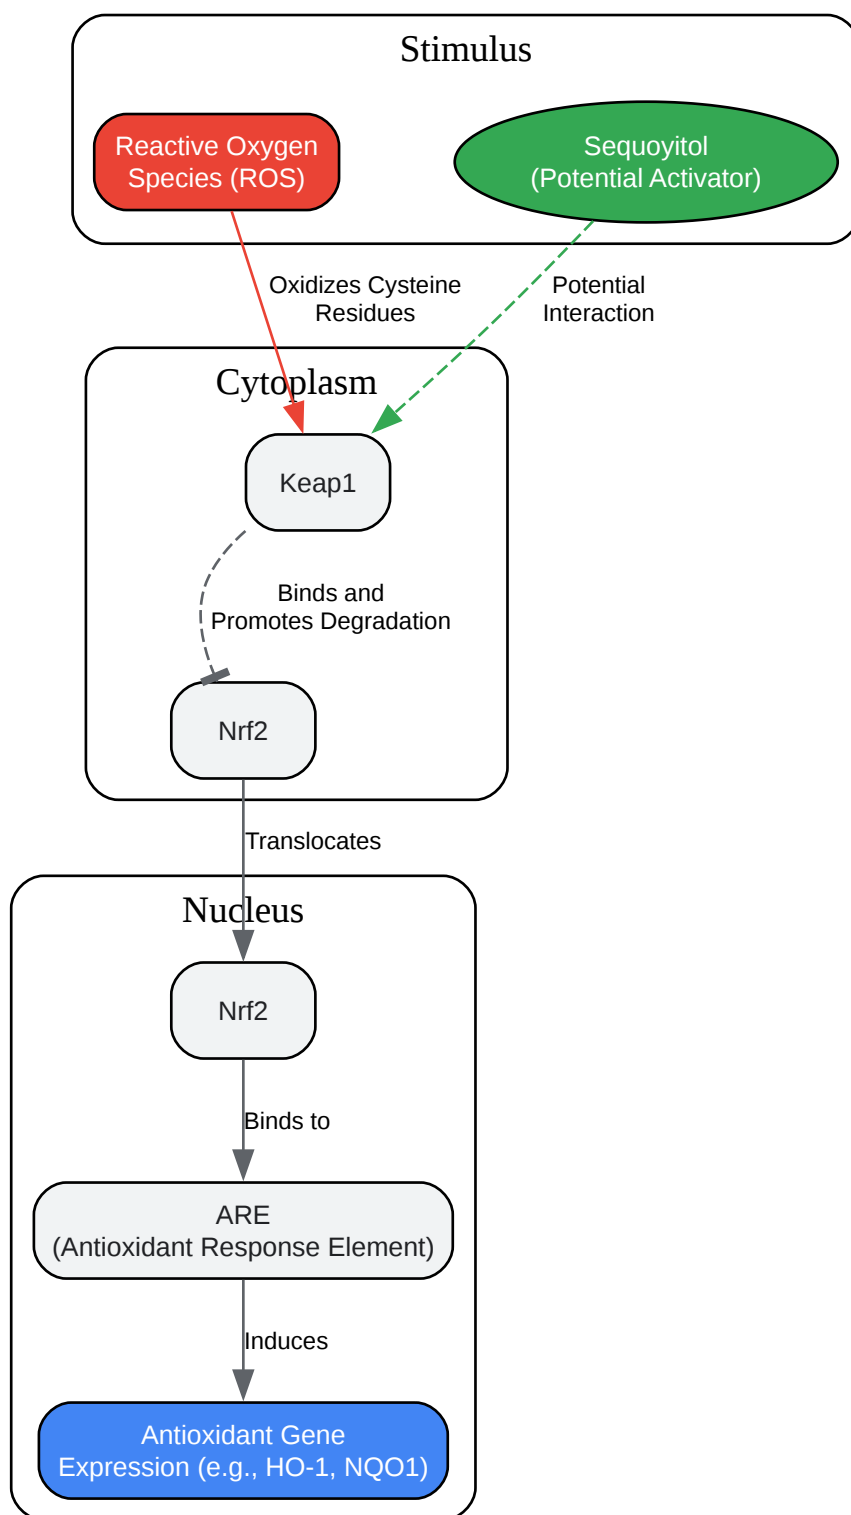 Stimulus
Reactive Oxygen
Species (ROS)
Sequoyitol
(Potential Activator)
Oxidizes Cysteine
Residues
Potential
Interaction
Cytoplasm
Keap1
Binds and
Promotes Degradation
Nrf2
Translocates
Nucleus
Nrf2
Binds to
ARE
(Antioxidant Response Element)
Induces
Antioxidant Gene
Expression (e.g., HO-1, NQO1)